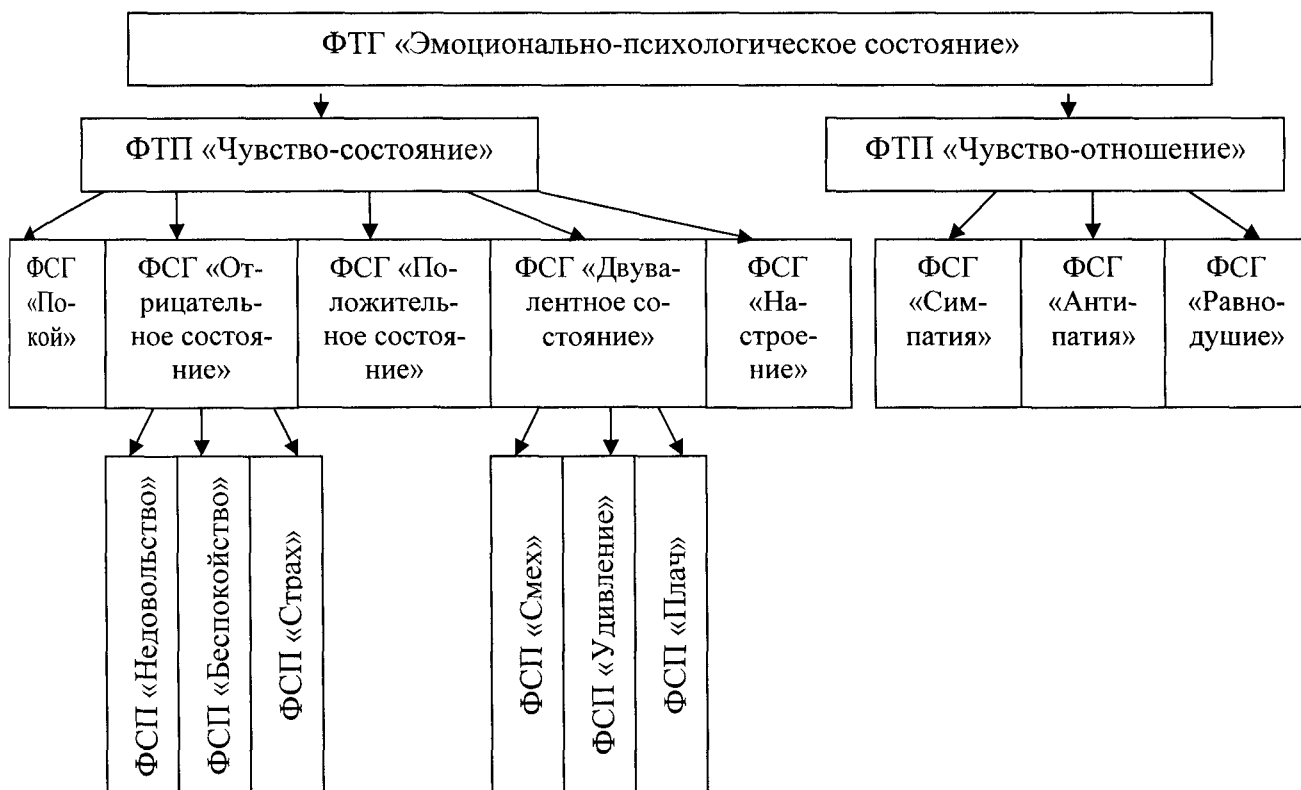 ФТГ «Эмоционально-психологическое состояние»
ФТП «Чувство-состояние»
ФТП «Чувство-отношение»
ФСГ
«По-
кой»
ФСГ «От-
рицатель-
ное состоя-
ние»
ФСГ «По-
ложитель-
ное состоя-
ние»
ФСГ «Двува-
лентное со-
стояние»
ФСГ
«На-
строе-
ние»
ФСГ
«Сим-
патия»
ФСГ
«Анти-
патия»
ФСГ
«Равно-
душие»
ФСП «Недовольство»
ФСП «Беспокойство»
ФСП «Страх»
ФСП «Смех»
ФСП «Удивление»
ФСП «Плач»